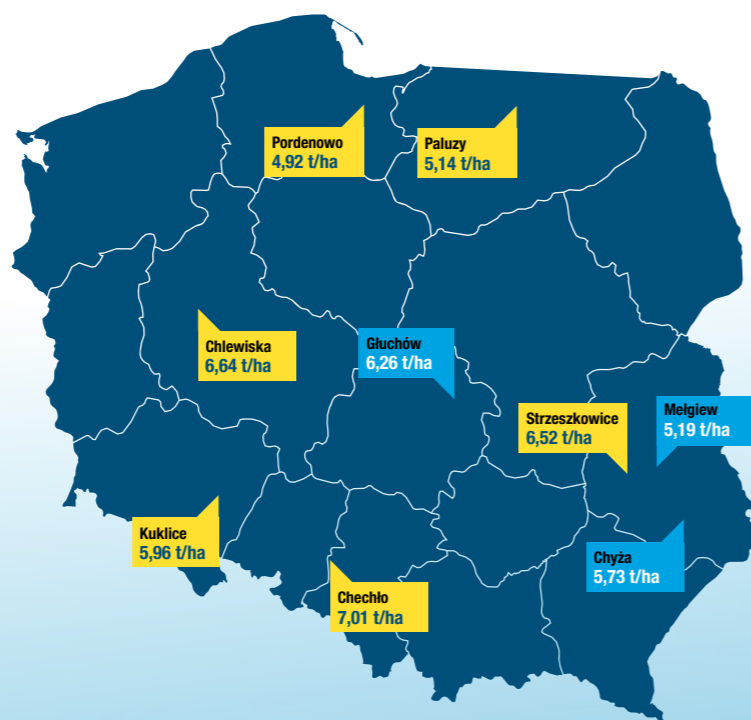 Pordenowo
4,92 t/ha
Paluzy
5,14 t/ha
Chlewiska
6,64 t/ha
Głuchów
6,26 t/ha
Strzeszkowice
6,52 t/ha
Mełgiew
5,19 t/ha
Kuklice
5,96 t/ha
Chyża
5,73 t/ha
Chechło
7,01 t/ha